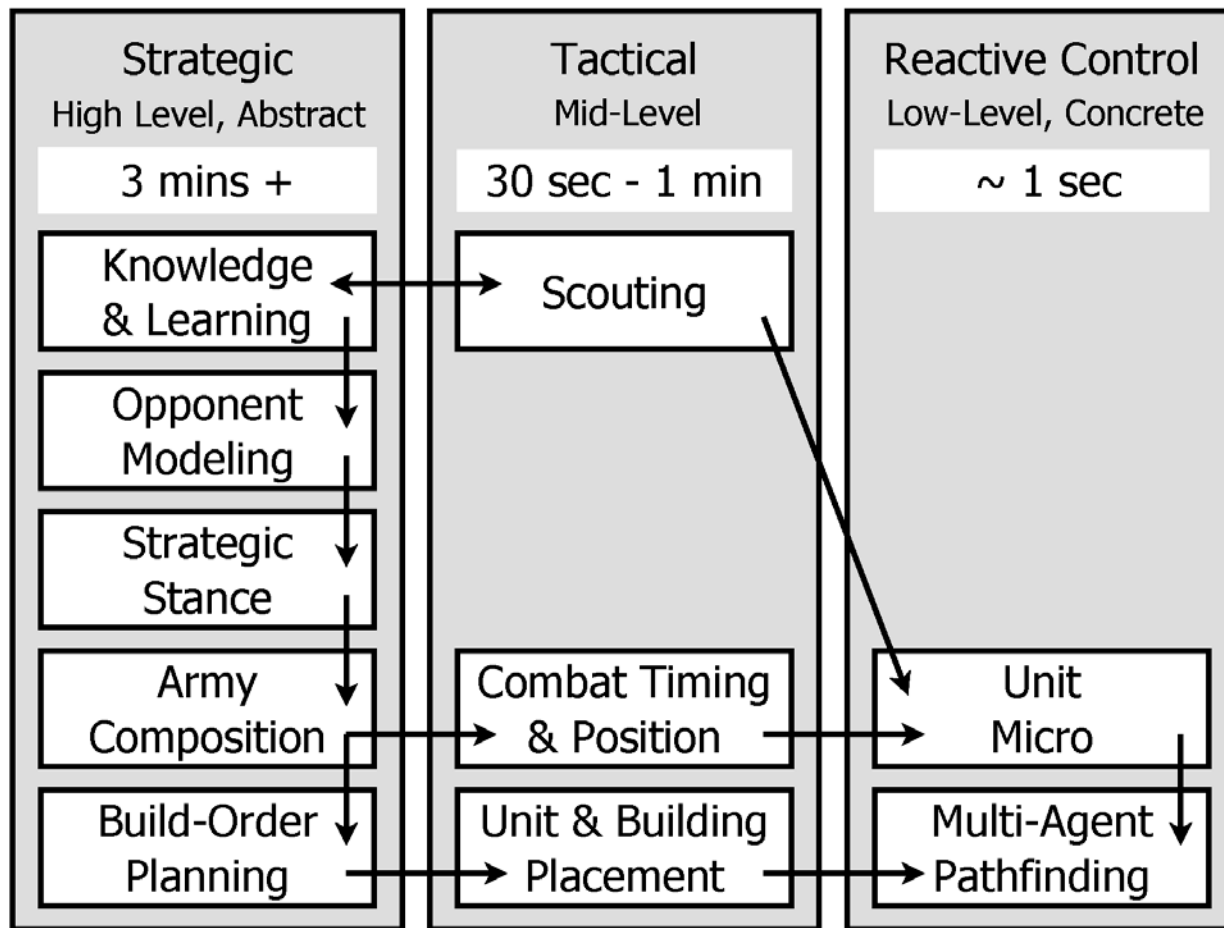 Strategic
High Level, Abstract
3 mins +
Knowledge
& Learning
Opponent
Modeling
Strategic
Stance
Army
Composition
Build-Order
Planning
Tactical
Mid-Level
30 sec - 1 min
Scouting
Combat Timing
& Position
Unit & Building
Placement
Reactive Control
Low-Level, Concrete
~ 1 sec
Unit
Micro
Multi-Agent
Pathfinding